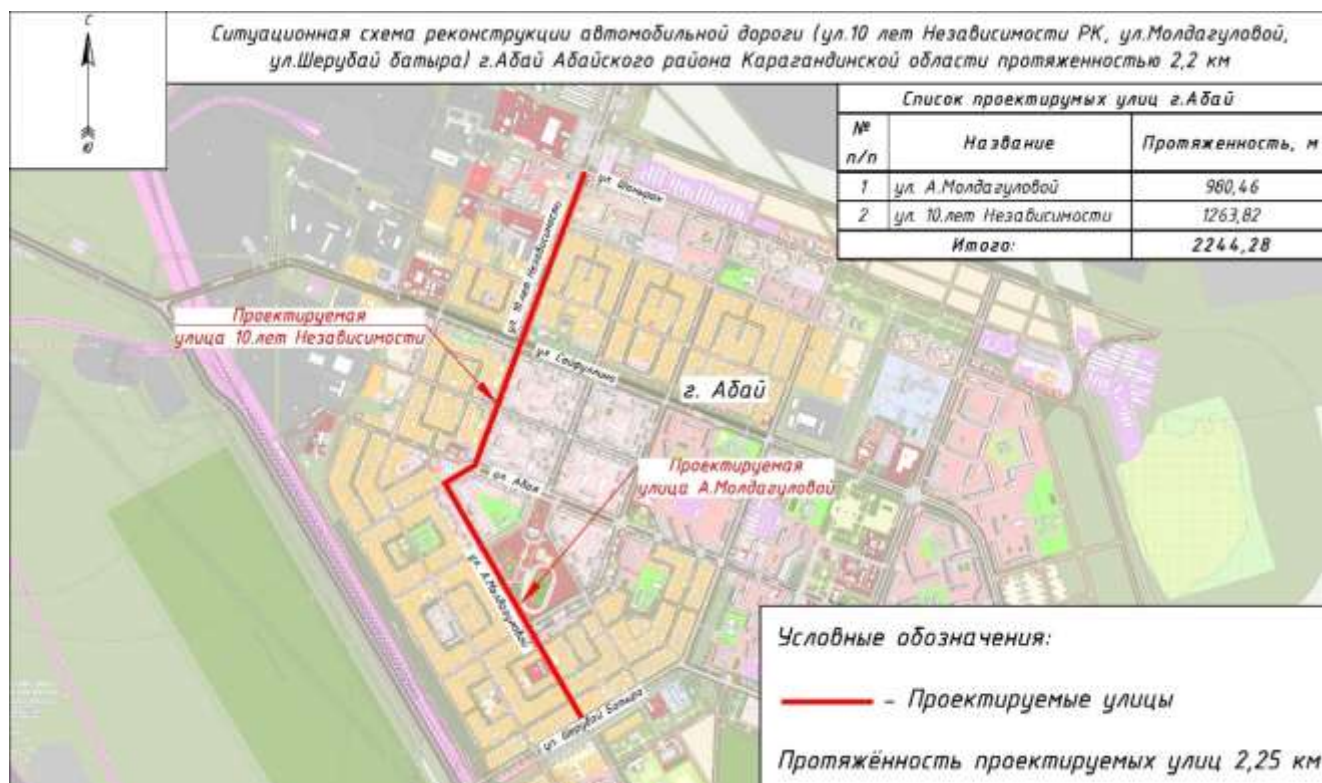 С
Ю
Ситуационная схема реконструкции автомобильной дороги (ул.10 лет Независимости РК, ул.Молдагуловой,
ул.Шерубай батыра) г.Абай Абайского района Карагандинской области протяженностью 2,2 км
Список проектирумых улиц г.Абай
№ п/п Название Протяженность, м
1 ул. А.Молдагуловой 980,46
2 ул. 10.лет Независимости 1263,82
Итого: 2244,28
ул. Шанырак
ул. 10.лет Независимости
Проектируемая
улица 10.лет Независимости
ул. Сейфуллина
г. Абай
Проектируемая
улица А.Молдагуловой
ул. Абая
ул. А.Молдагуловой
ул. Шерубай Батыра
Условные обозначения:
– Проектируемые улицы
Протяжённость проектируемых улиц 2,25 км